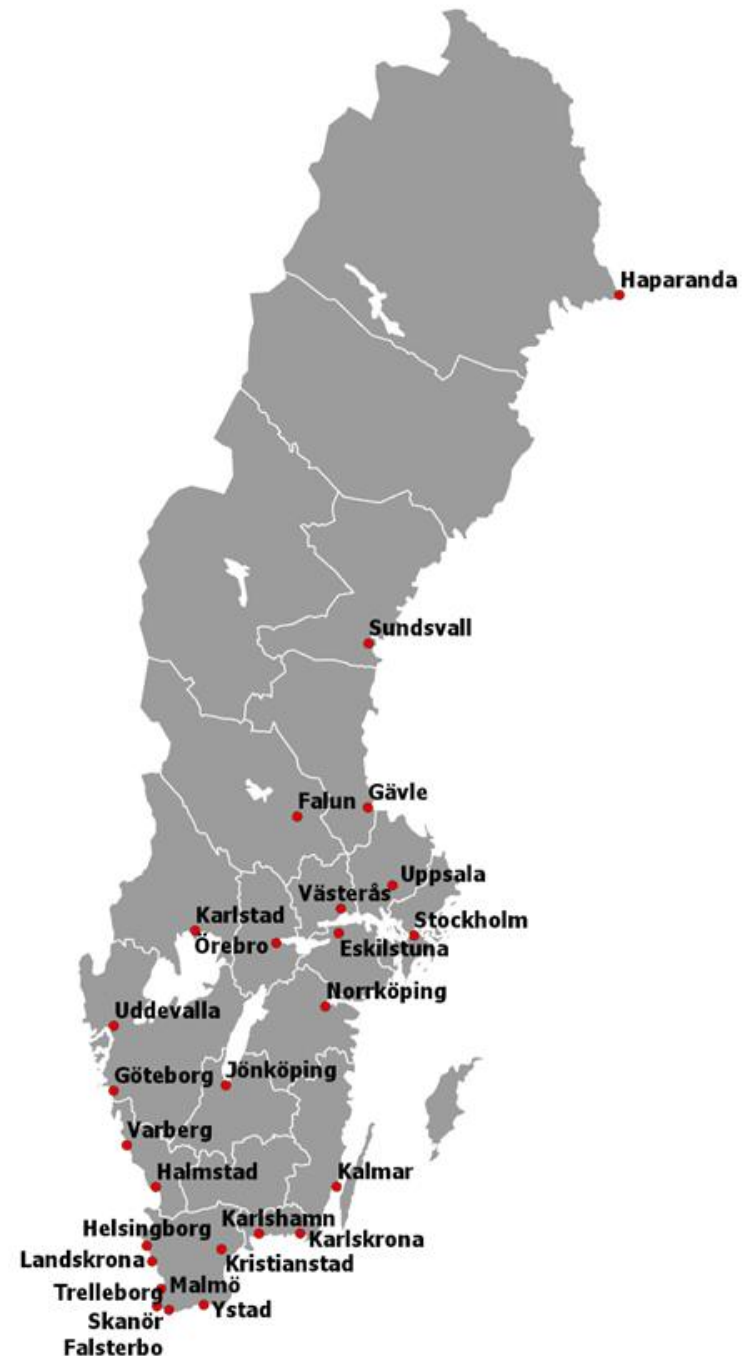 Haparanda
Sundsvall
Gävle
Falun
Uppsala
Västerås
Karlstad
Stockholm
Örebro
Eskilstuna
Norrköping
Uddevalla
Jönköping
Göteborg
Varberg
Halmstad
Kalmar
Karlshamn
Helsingborg
Karlskrona
Landskrona
Kristianstad
Malmö
Trelleborg
Ystad
Skanör
Falsterbo